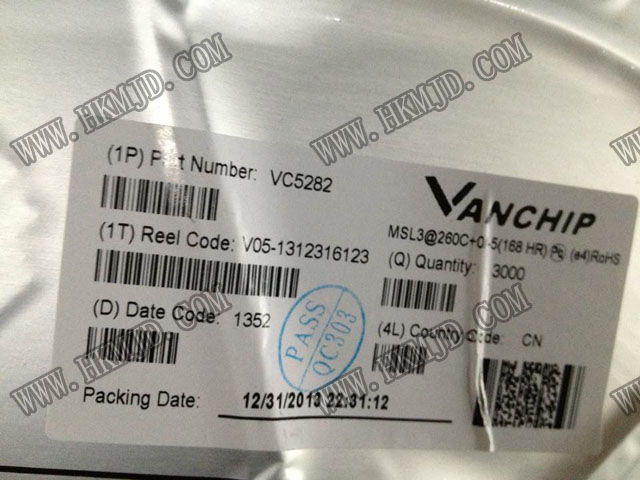 WWW.HKMJD.COM
WWW.HKMJD.COM
WWW.HKMJD.COM
(1P) Part Number: VC5282
VANCHIP
MSL3@260C+0/-5(168 HR) (e4)RoHS
(1T) Reel Code: V05-1312316123
(Q) Quantity: 3000
(D) Date Code: 1352
PASS
QC303
(4L) Country Code: CN
Packing Date: 12/31/2013 22:31:12
WWW.HKMJD.COM
WWW.HKMJD.COM
WWW.HKMJD.COM